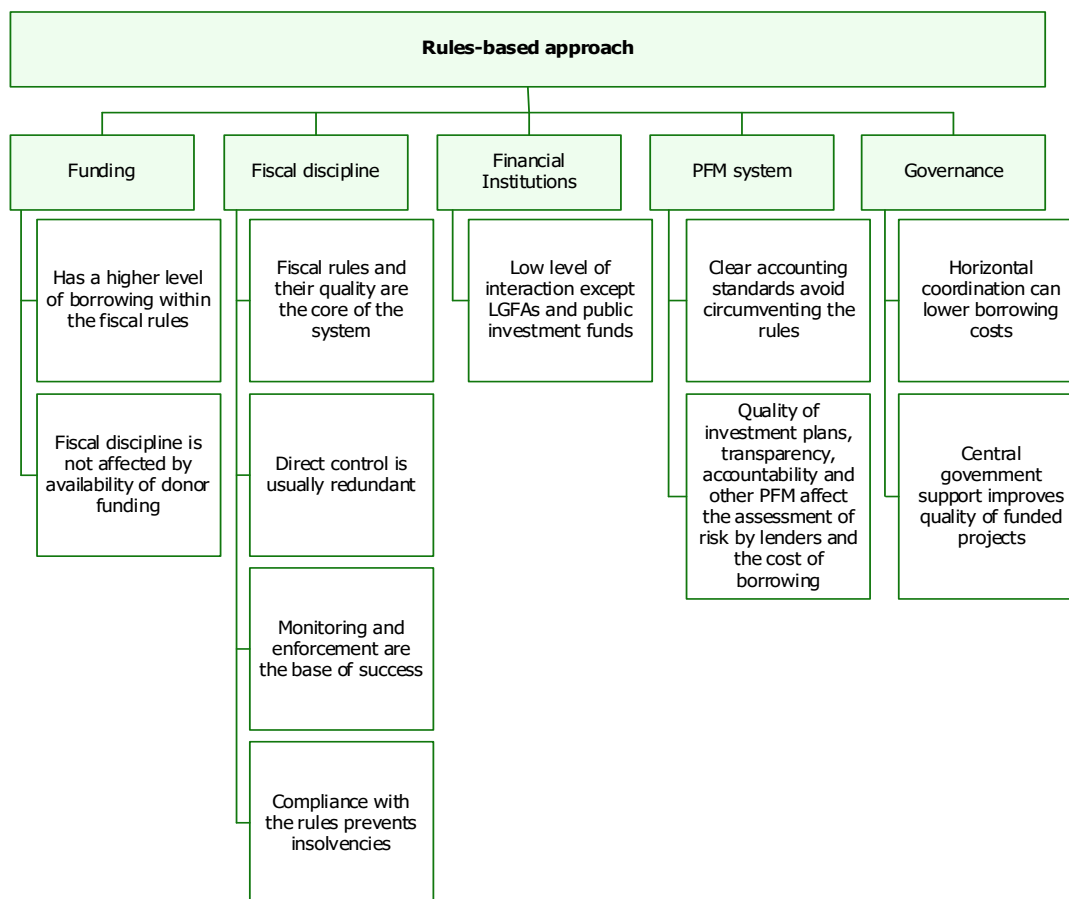 Rules-based approach
Funding
Has a higher level
of borrowing within
the fiscal rules
Fiscal discipline is
not affected by
availability of donor
funding
Fiscal discipline
Fiscal rules and
their quality are
the core of the
system
Direct control is
usually redundant
Monitoring and
enforcement are
the base of success
Compliance with
the rules prevents
insolvencies
Financial
Institutions
Low level of
interaction except
LGFAs and public
investment funds
PFM system
Clear accounting
standards avoid
circumventing the
rules
Quality of
investment plans,
transparency,
accountability and
other PFM affect
the assessment of
risk by lenders and
the cost of
borrowing
Governance
Horizontal
coordination can
lower borrowing
costs
Central
government
support improves
quality of funded
projects